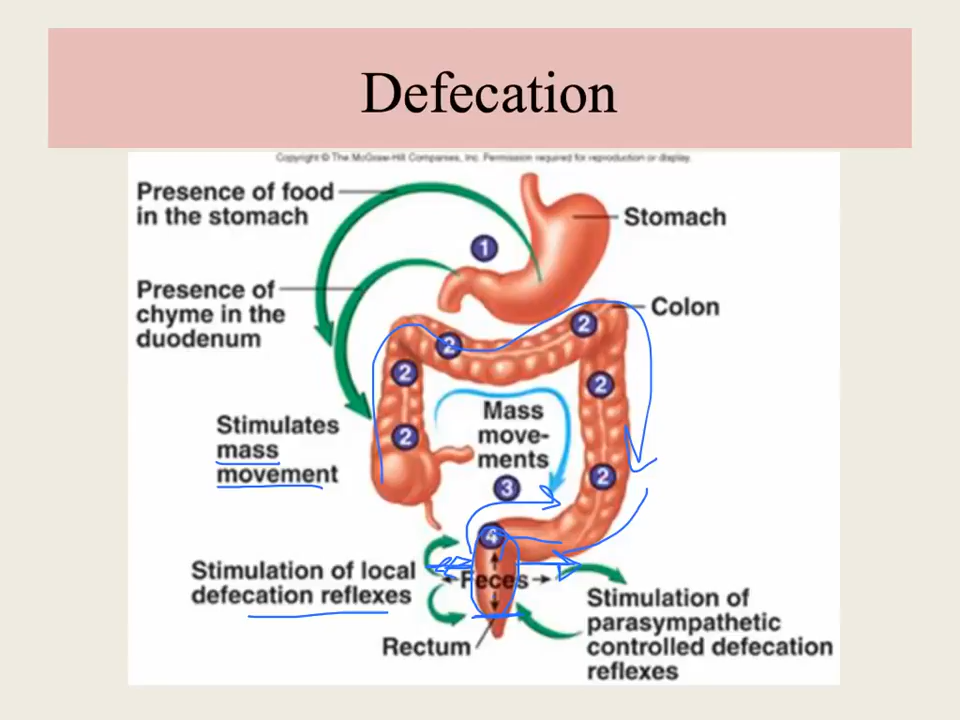 Defecation
Copyright © The McGraw-Hill Companies, Inc. Permission required for reproduction or display.
Presence of food
in the stomach
Stomach
1
Presence of
chyme in the
duodenum
Colon
2
2
2
2
2
2
Stimulates
mass
movement
Mass
move-
ments
3
4
Stimulation of local
defecation reflexes
Feces
Stimulation of
parasympathetic
controlled defecation
reflexes
Rectum